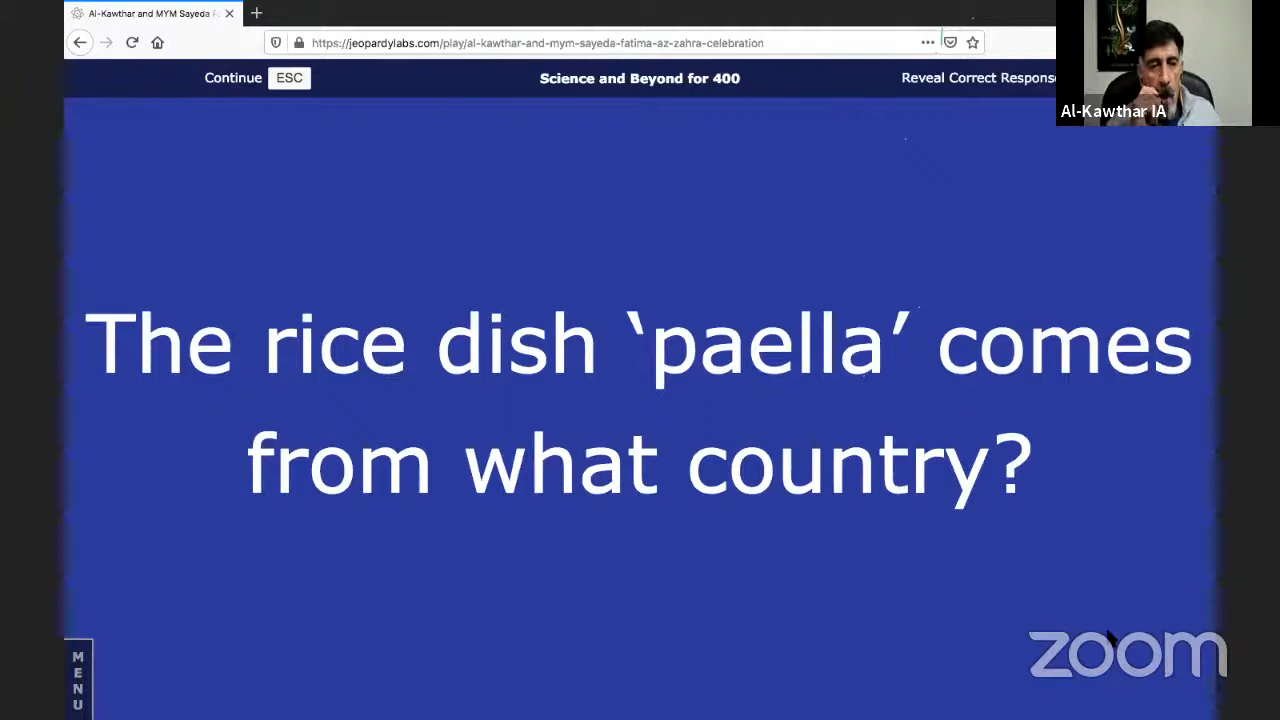 Al-Kawthar and MYM Sayeda
https://jeopardylabs.com/play/al-kawthar-and-mym-sayeda-fatima-az-zahra-celebration
Continue ESC
Science and Beyond for 400
Reveal Correct Response
Al-Kawthar IA
The rice dish ‘paella’ comes
from what country?
MENU
zoom